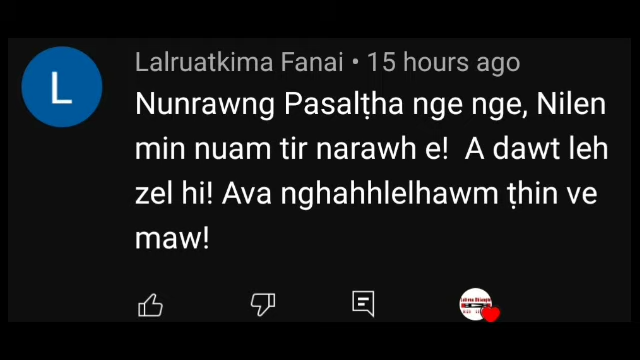 L
Lalruatkima Fanai • 15 hours ago
Nunrawng Pasalṭha nge nge, Nilen
min nuam tir narawh e! A dawt leh
zel hi! Ava nghahhlelhawm ṭhin ve
maw!